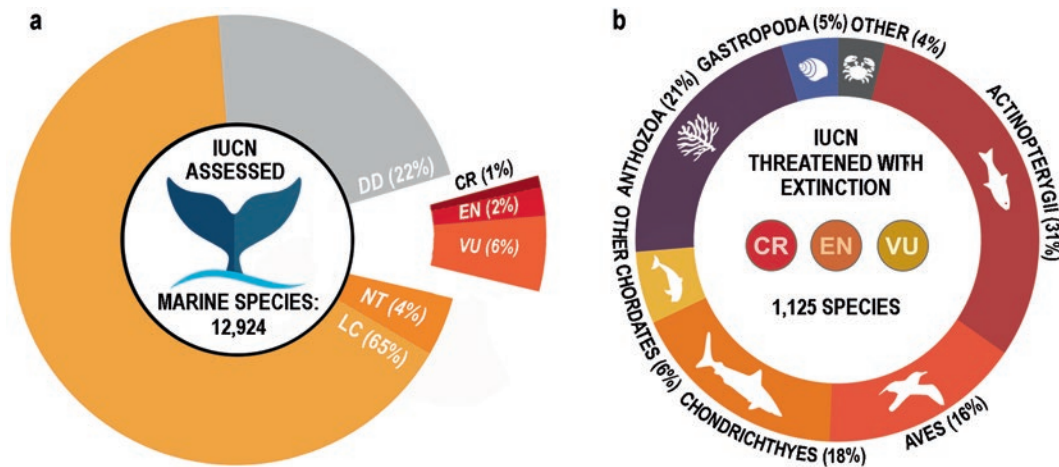 a
IUCN
ASSESSED
MARINE SPECIES:
12,924
DD (22%)
CR (1%)
EN (2%)
VU (6%)
NT (4%)
LC (65%)
b
IUCN
THREATENED WITH
EXTINCTION
CR EN VU
1,125 SPECIES
ANTHOZOA (21%)
GASTROPODA (5%)
OTHER (4%)
ACTINOPTERYGII (31%)
AVES (16%)
CHONDRICHTHYES (18%)
OTHER CHORDATES (6%)